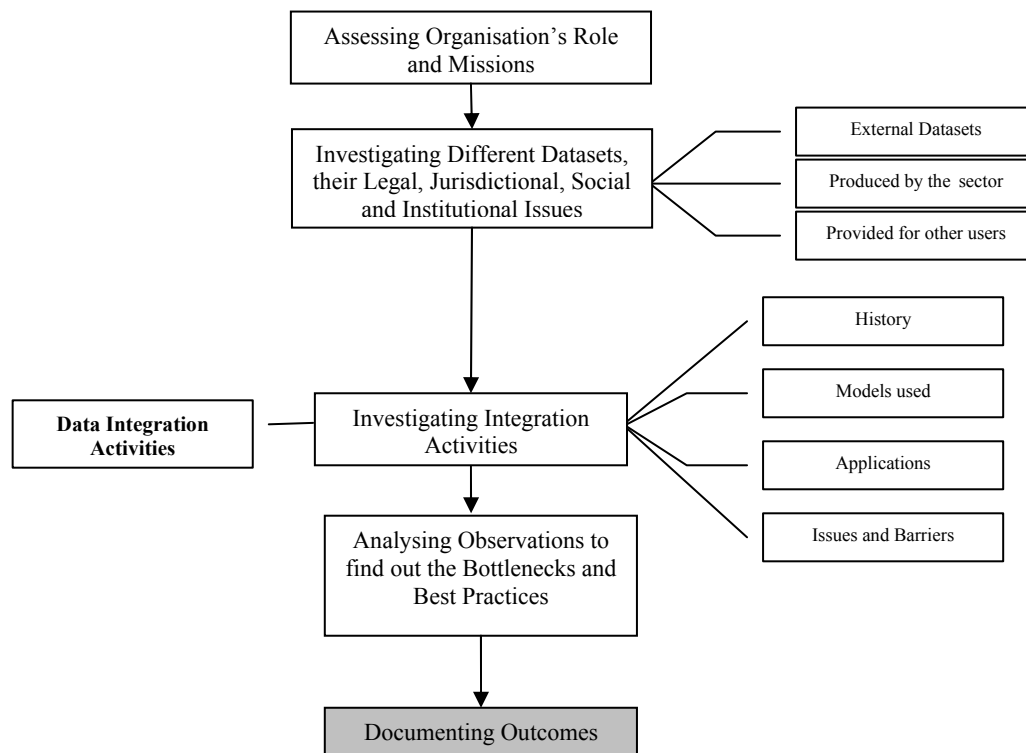 Assessing Organisation’s Role
and Missions
Investigating Different Datasets,
their Legal, Jurisdictional, Social
and Institutional Issues
External Datasets
Produced by the sector
Provided for other users
History
Models used
Applications
Issues and Barriers
Data Integration
Activities
Investigating Integration
Activities
Analysing Observations to
find out the Bottlenecks and
Best Practices
Documenting Outcomes